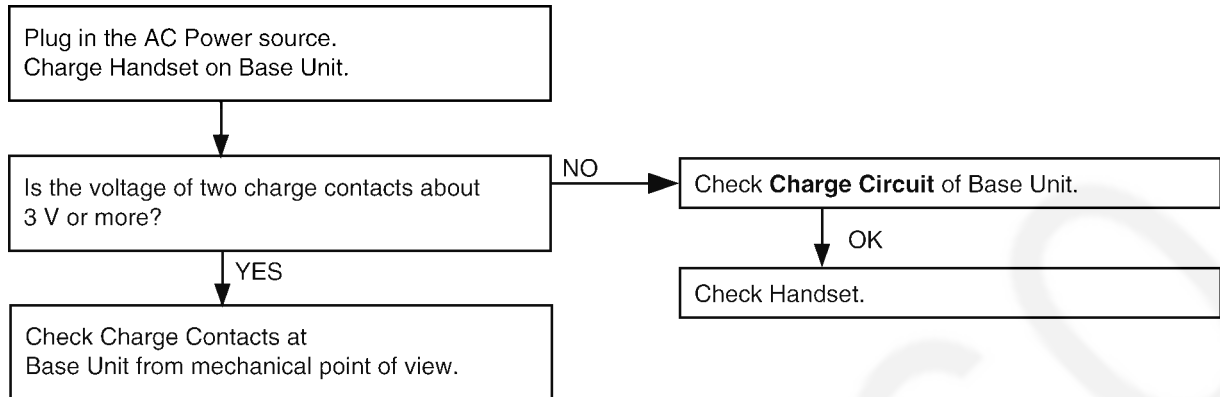 Plug in the AC Power source.
Charge Handset on Base Unit.
Is the voltage of two charge contacts about
3 V or more?
NO
Check Charge Circuit of Base Unit.
OK
Check Handset.
YES
Check Charge Contacts at
Base Unit from mechanical point of view.